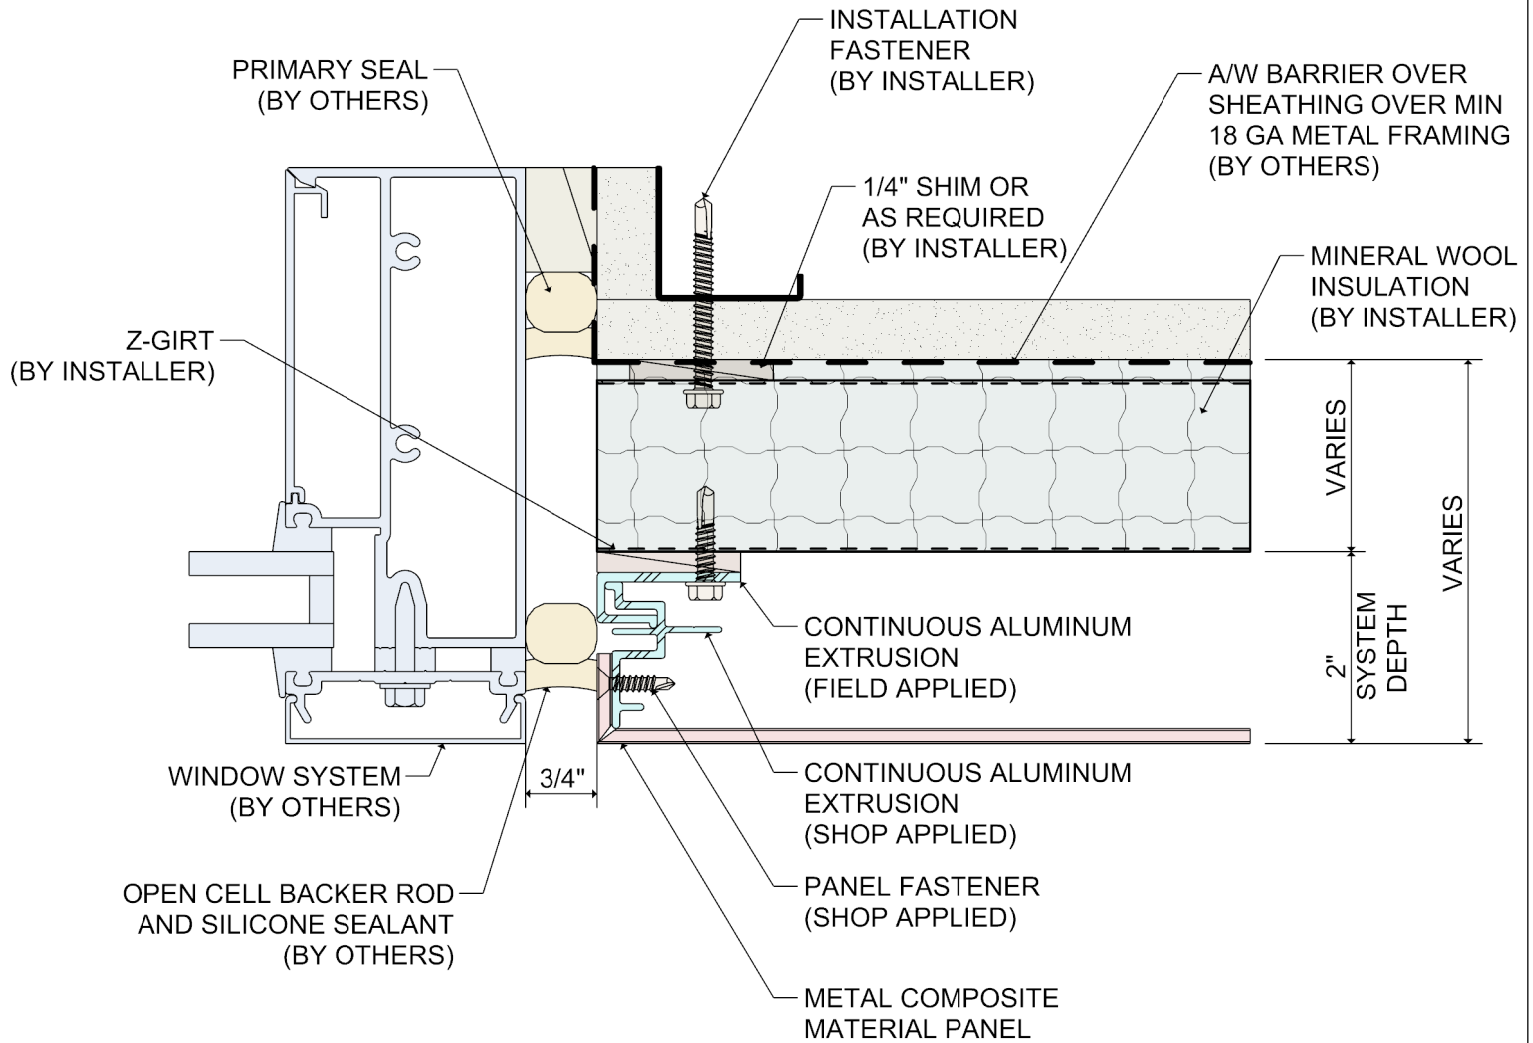 INSTALLATION
FASTENER
(BY INSTALLER)
PRIMARY SEAL
(BY OTHERS)
A/W BARRIER OVER
SHEATHING OVER MIN
18 GA METAL FRAMING
(BY OTHERS)
1/4" SHIM OR
AS REQUIRED
(BY INSTALLER)
MINERAL WOOL
INSULATION
(BY INSTALLER)
Z-GIRT
(BY INSTALLER)
VARIES
VARIES
2"
SYSTEM
DEPTH
CONTINUOUS ALUMINUM
EXTRUSION
(FIELD APPLIED)
WINDOW SYSTEM
(BY OTHERS)
3/4"
CONTINUOUS ALUMINUM
EXTRUSION
(SHOP APPLIED)
OPEN CELL BACKER ROD
AND SILICONE SEALANT
(BY OTHERS)
PANEL FASTENER
(SHOP APPLIED)
METAL COMPOSITE
MATERIAL PANEL